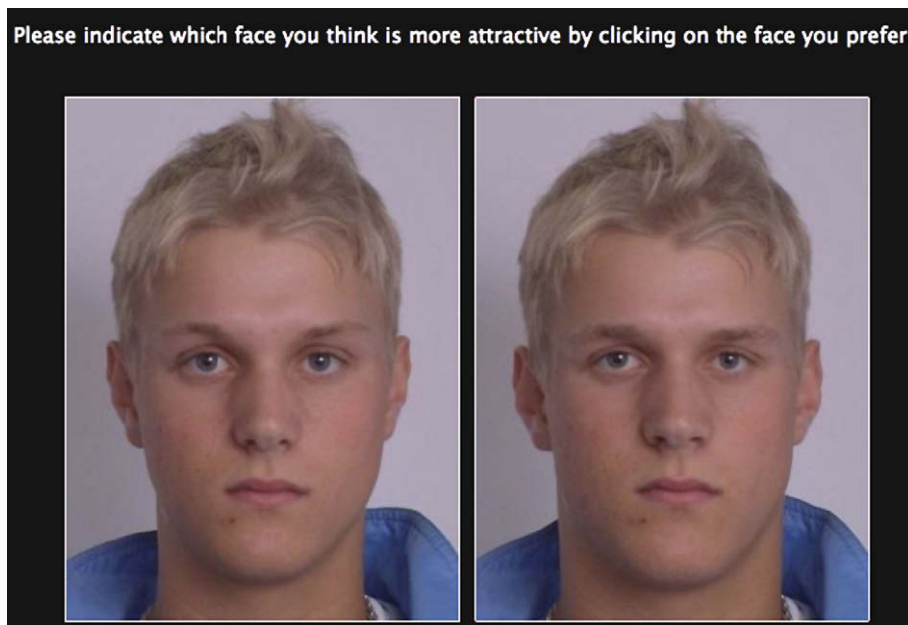 Please indicate which face you think is more attractive by clicking on the face you prefer